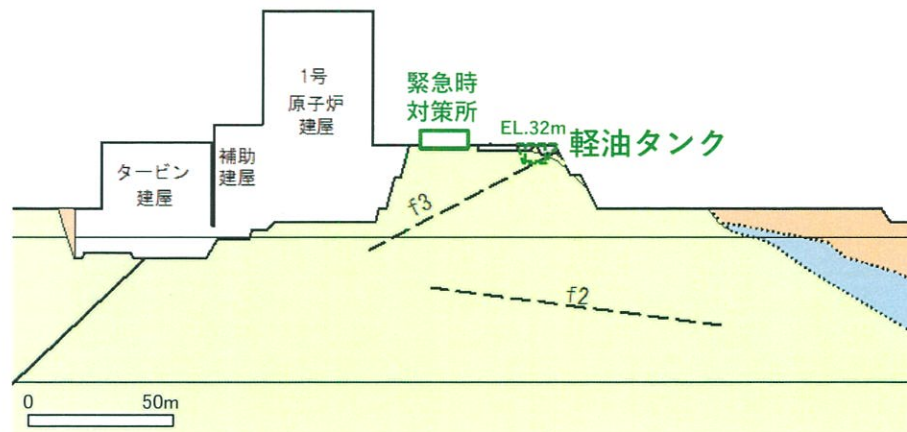 1号
原子炉
建屋
緊急時
対策所
EL.32m
軽油タンク
補助
建屋
タービン
建屋
f3
f2
0 50m